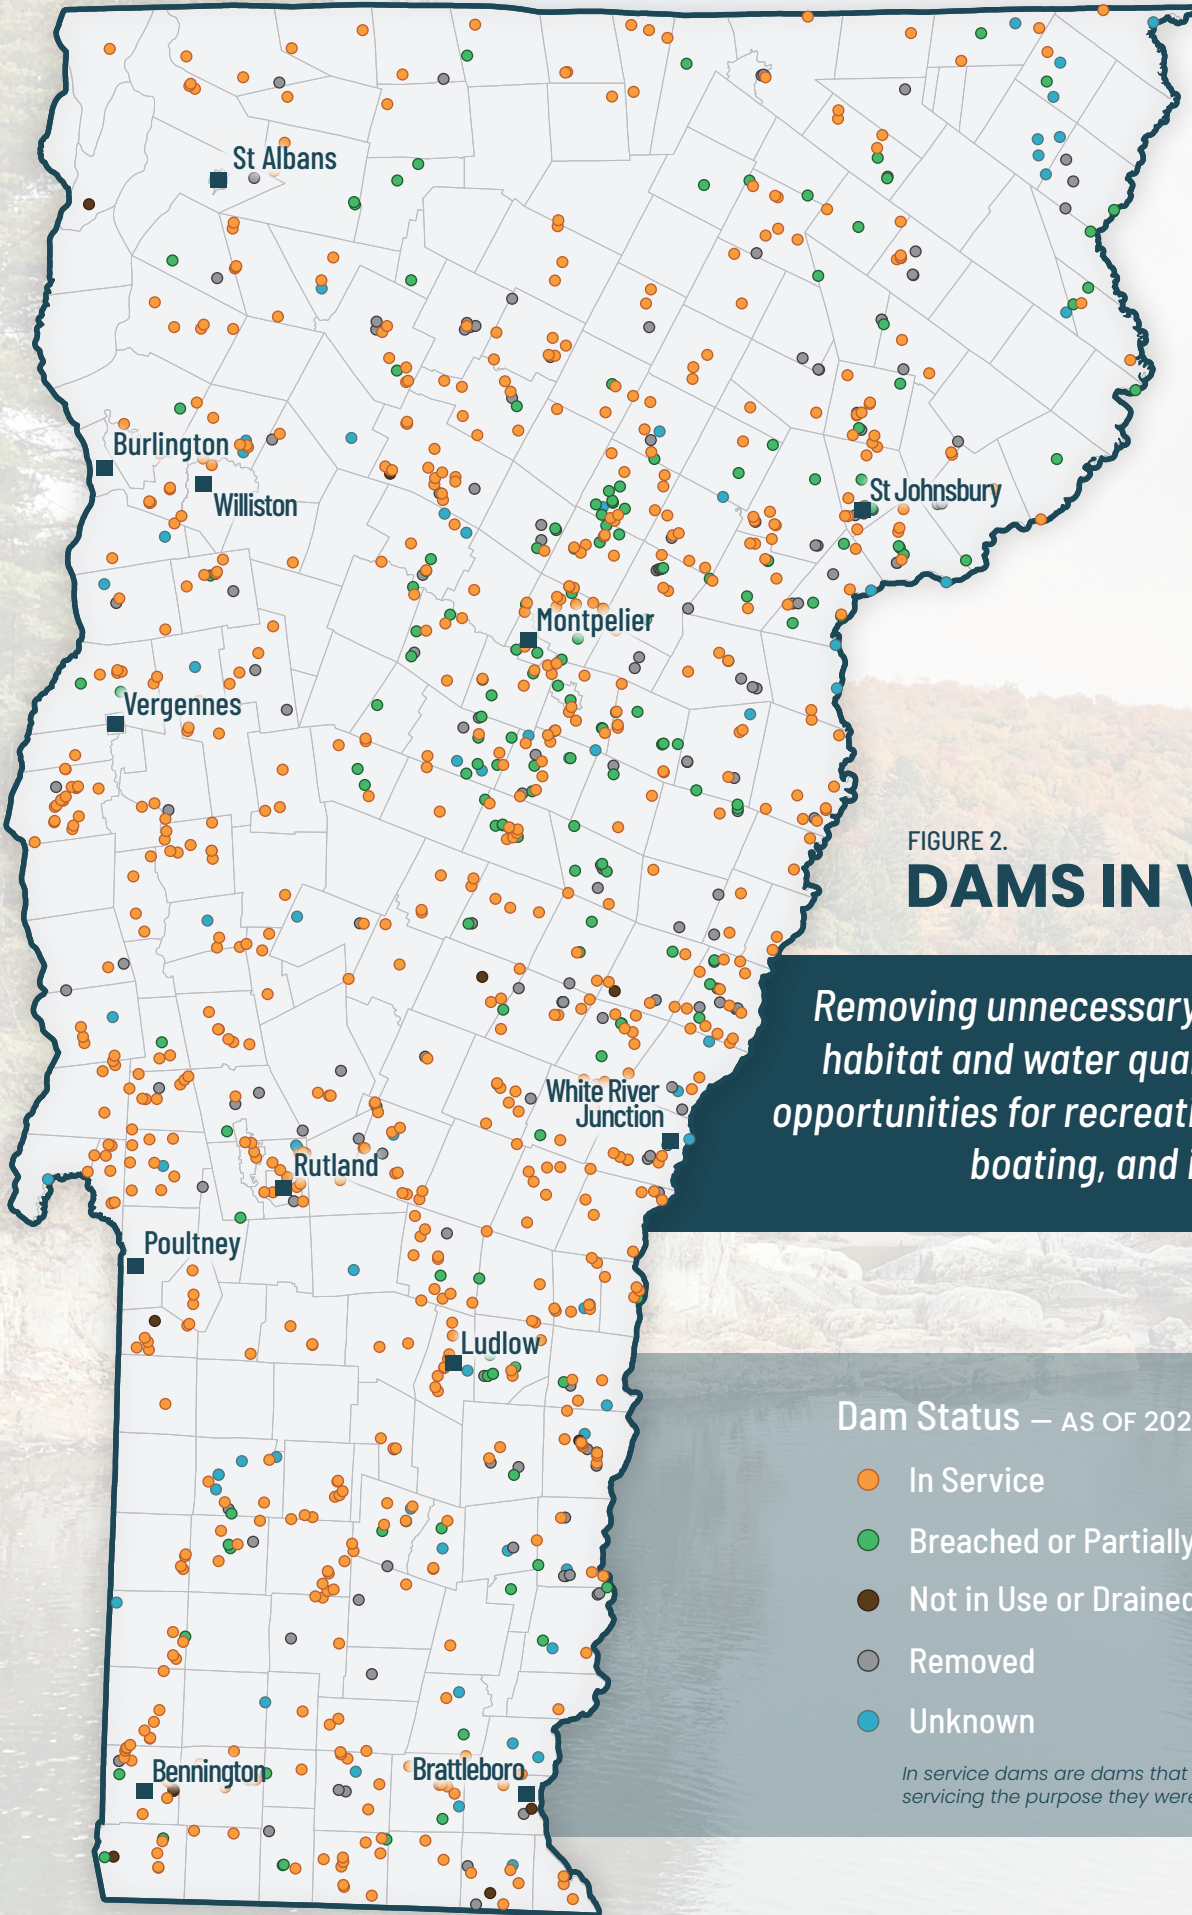 St Albans
Burlington
Williston
St Johnsbury
Montpelier
Vergennes
FIGURE 2.
DAMS IN V
Removing unnecessary
habitat and water qua
opportunities for recreati
boating, and i
White River
Junction
Rutland
Poultney
Ludlow
Dam Status – AS OF 202
In Service
Breached or Partially
Not in Use or Drained
Removed
Unknown
Bennington
Brattleboro
In service dams are dams that
servicing the purpose they were